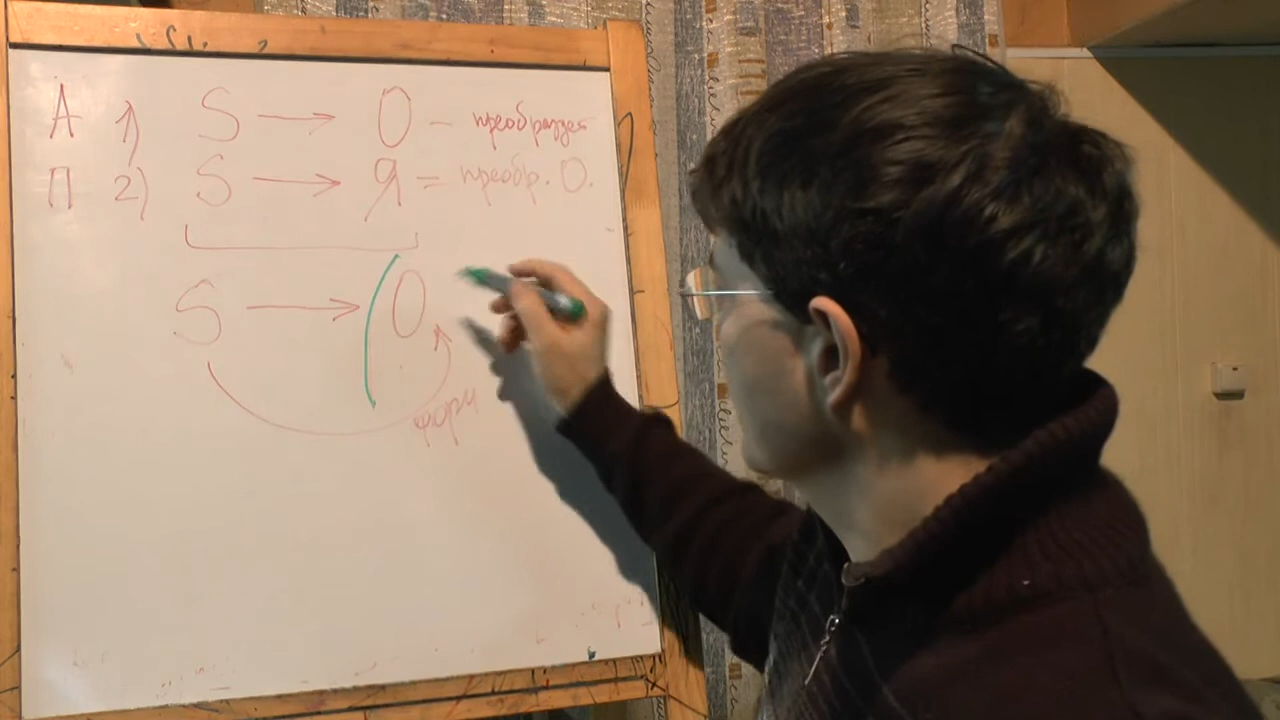 А 1) S → О – преобразует
П 2) S → Я = преобр. О.
S → О
форм